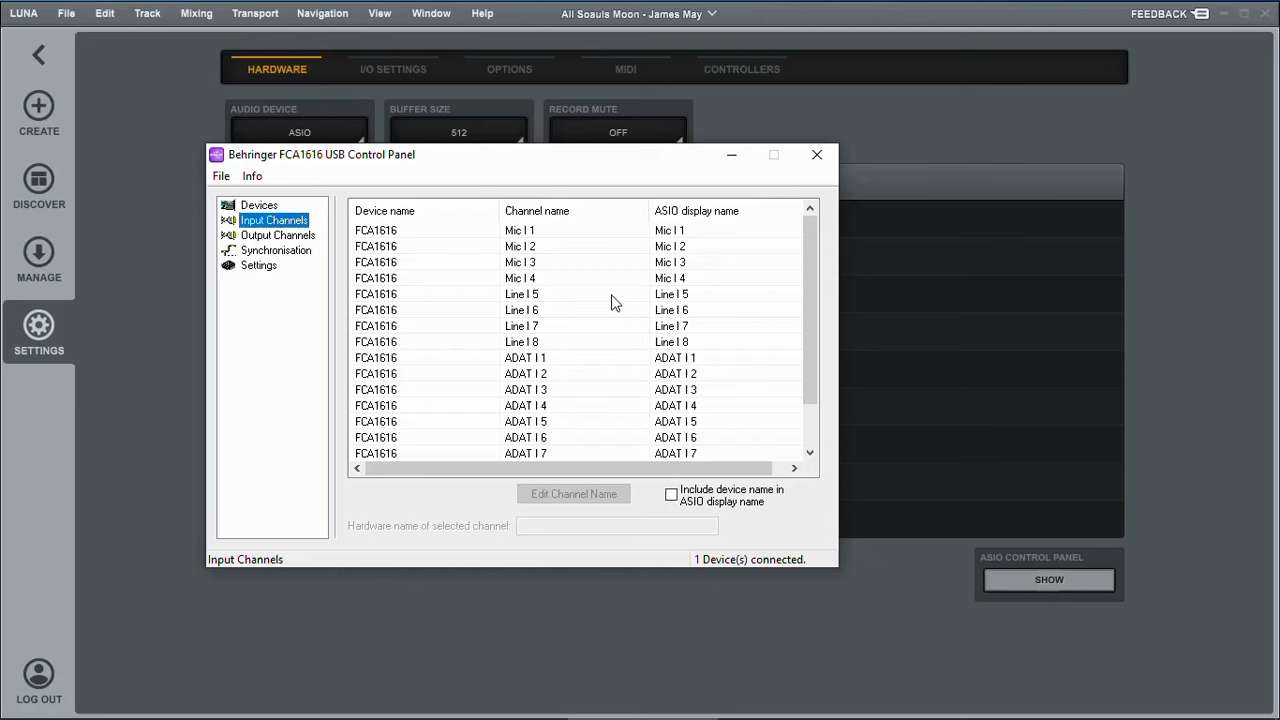 LUNA File Edit Track Mixing Transport Navigation View Window Help All Soauls Moon - James May FEEDBACK
HARDWARE I/O SETTINGS OPTIONS MIDI CONTROLLERS
CREATE
DISCOVER
MANAGE
SETTINGS
LOG OUT
AUDIO DEVICE BUFFER SIZE RECORD MUTE
ASIO 512 OFF
Behringer FCA1616 USB Control Panel
File Info
Devices
Input Channels
Output Channels
Synchronisation
Settings
Device name Channel name ASIO display name
FCA1616 Mic I 1 Mic I 1
FCA1616 Mic I 2 Mic I 2
FCA1616 Mic I 3 Mic I 3
FCA1616 Mic I 4 Mic I 4
FCA1616 Line I 5 Line I 5
FCA1616 Line I 6 Line I 6
FCA1616 Line I 7 Line I 7
FCA1616 Line I 8 Line I 8
FCA1616 ADAT I 1 ADAT I 1
FCA1616 ADAT I 2 ADAT I 2
FCA1616 ADAT I 3 ADAT I 3
FCA1616 ADAT I 4 ADAT I 4
FCA1616 ADAT I 5 ADAT I 5
FCA1616 ADAT I 6 ADAT I 6
FCA1616 ADAT I 7 ADAT I 7
Edit Channel Name
Include device name in
ASIO display name
Hardware name of selected channel:
Input Channels 1 Device(s) connected.
ASIO CONTROL PANEL
SHOW